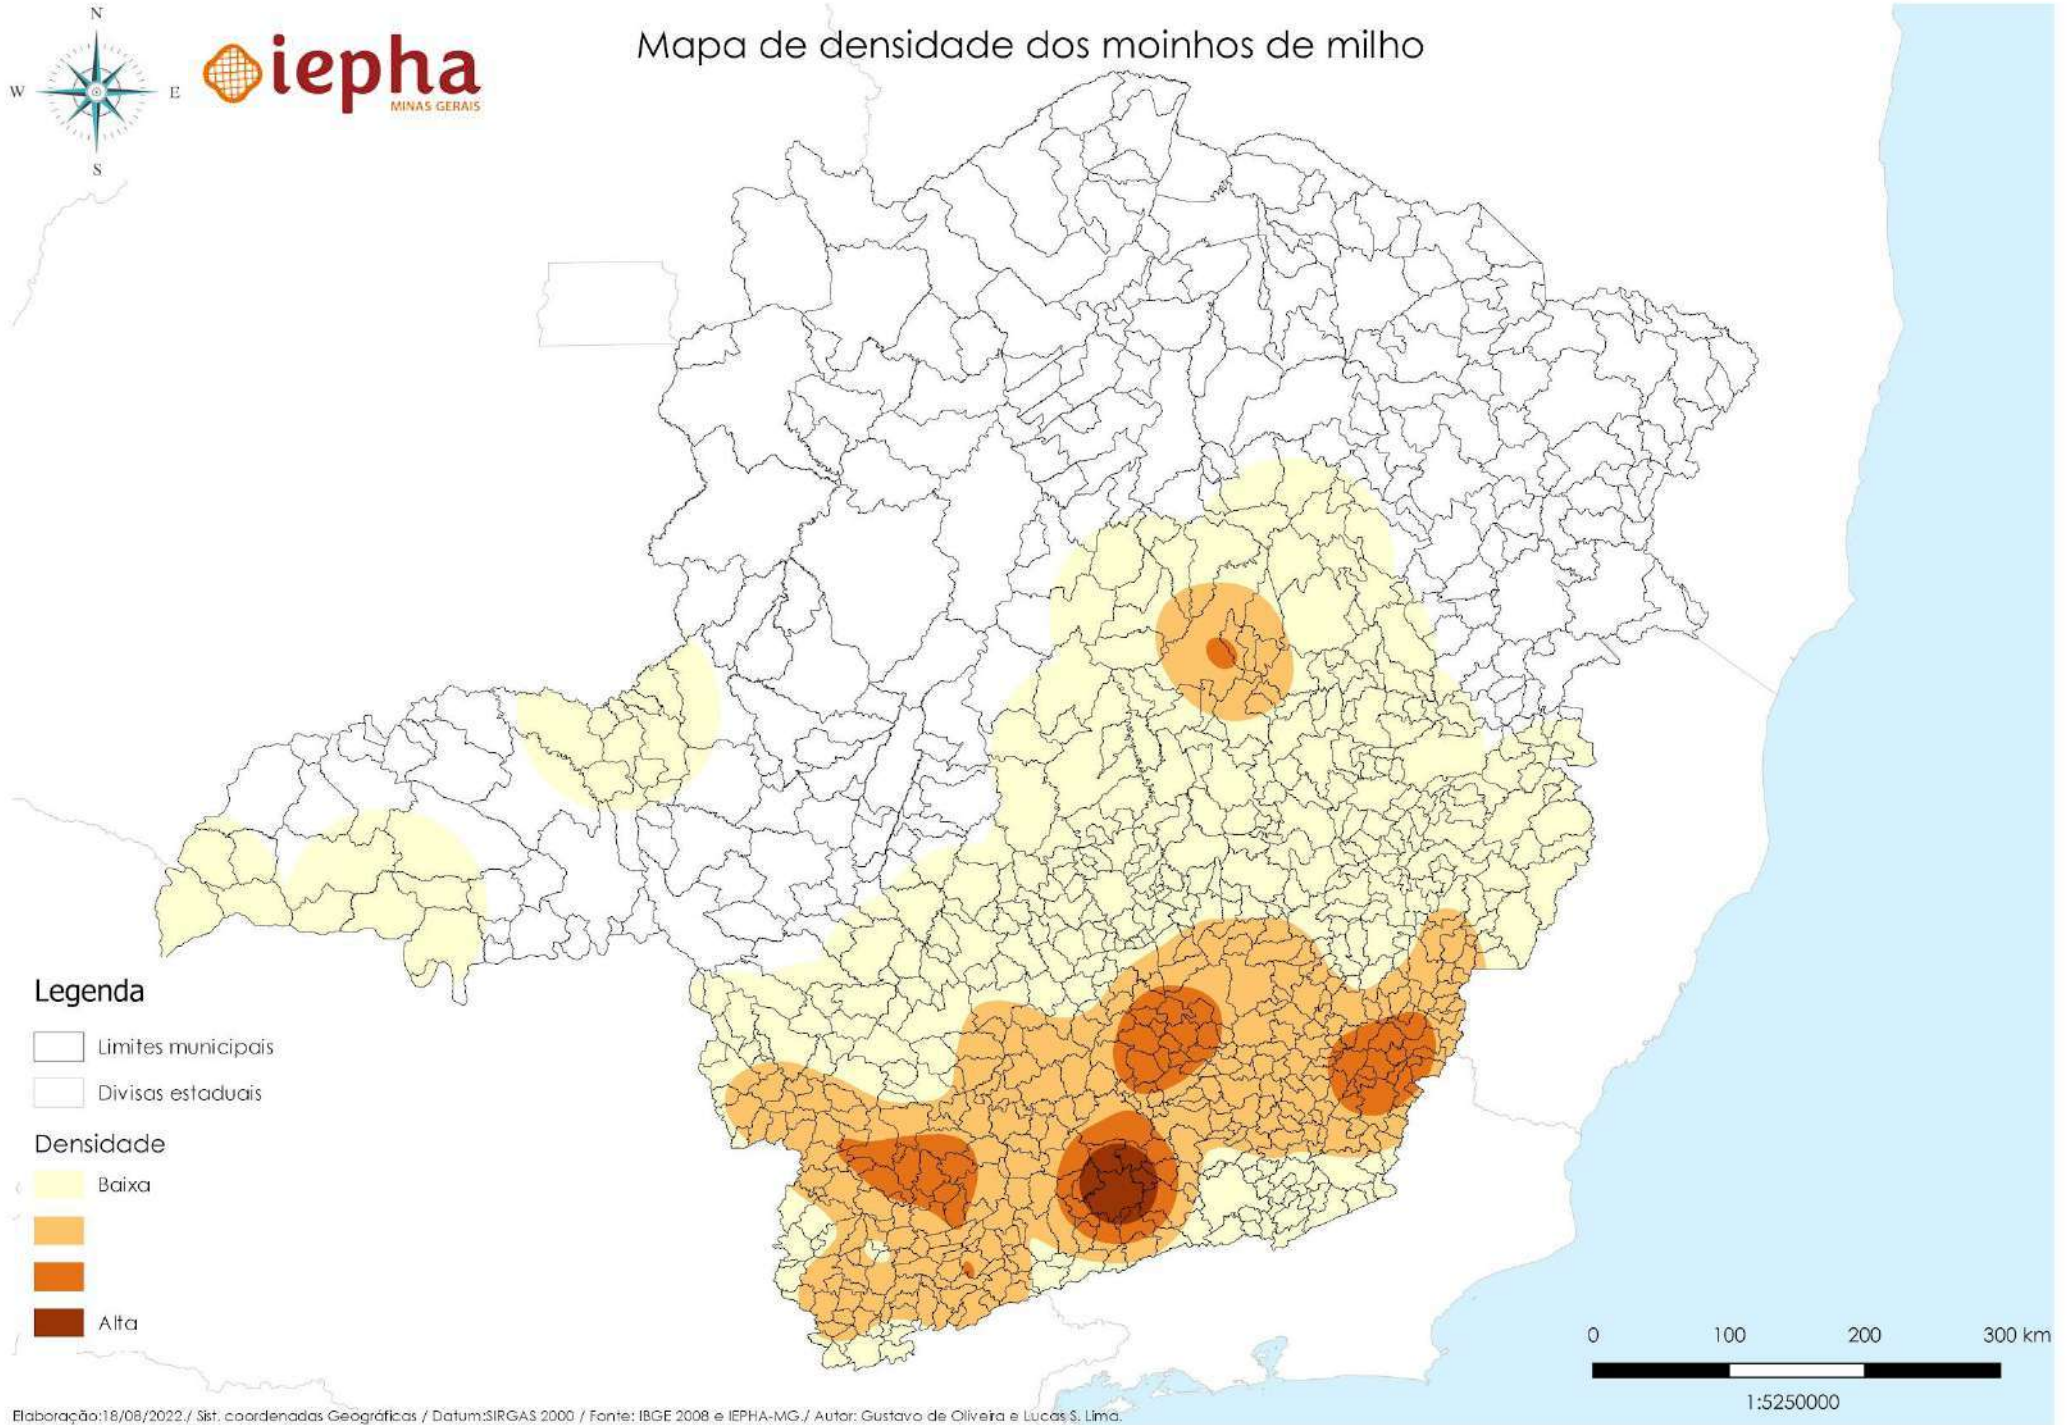 N
W
E
S
iepha
MINAS GERAIS
Mapa de densidade dos moinhos de milho
Legenda
Limites municipais
Divisas estaduais
Densidade
Baixa
Alta
0 100 200 300 km
1:5250000
Elaboração:18/08/2022./ Sist. coordenadas Geográficas / Datum:SIRGAS 2000 / Fonte: IBGE 2008 e IEPHA-MG./ Autor: Gustavo de Oliveira e Lucas S. Lima.